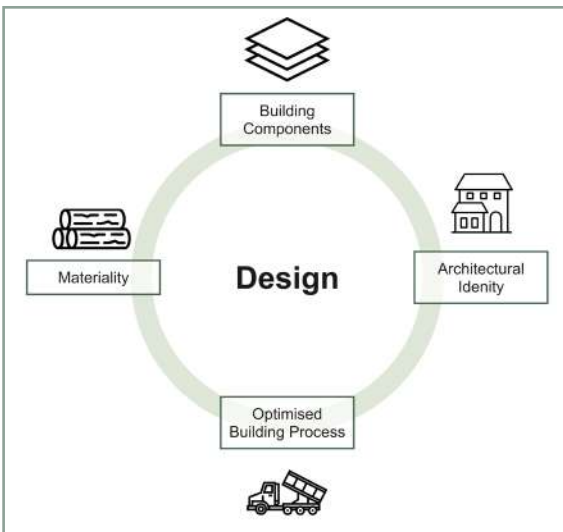 Building
Components
Materiality
Design
Architectural
Idenity
Optimised
Building Process